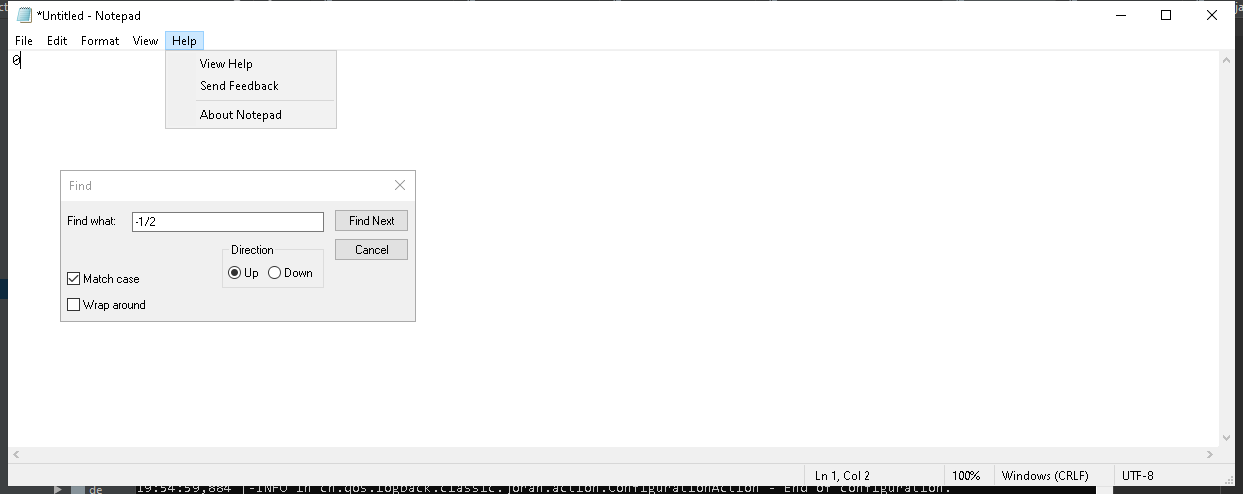 *Untitled - Notepad
File Edit Format View Help
0
View Help
Send Feedback
About Notepad
Find
Find what: -1/2 Find Next
Direction Cancel
Up Down
Match case
Wrap around
Ln 1, Col 2 100% Windows (CRLF) UTF-8
de 19:54:59,884 |-INFO in ch.qos.logback.classic.joran.action.ConfigurationAction - End of configuration.